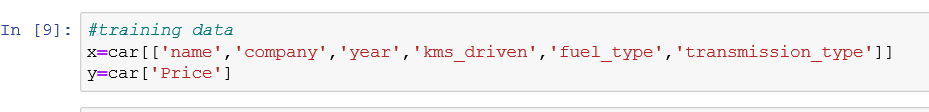 In [9]: #training data
x=car[['name','company','year','kms_driven','fuel_type','transmission_type']]
y=car['Price']